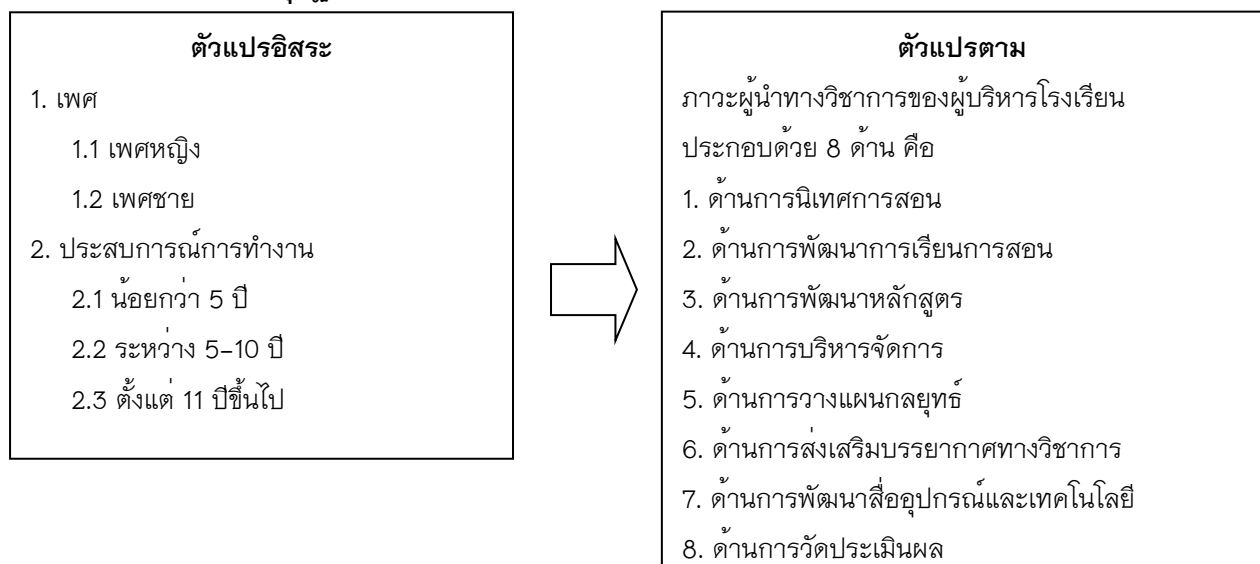 ตัวแปรอิสระ
1. เพศ
1.1 เพศหญิง
1.2 เพศชาย
2. ประสบการณ์การทำงาน
2.1 น้อยกว่า 5 ปี
2.2 ระหว่าง 5–10 ปี
2.3 ตั้งแต่ 11 ปีขึ้นไป
ตัวแปรตาม
ภาวะผู้นำทางวิชาการของผู้บริหารโรงเรียน
ประกอบด้วย 8 ด้าน คือ
1. ด้านการนิเทศการสอน
2. ด้านการพัฒนาการเรียนการสอน
3. ด้านการพัฒนาหลักสูตร
4. ด้านการบริหารจัดการ
5. ด้านการวางแผนกลยุทธ์
6. ด้านการส่งเสริมบรรยากาศทางวิชาการ
7. ด้านการพัฒนาสื่ออุปกรณ์และเทคโนโลยี
8. ด้านการวัดประเมินผล